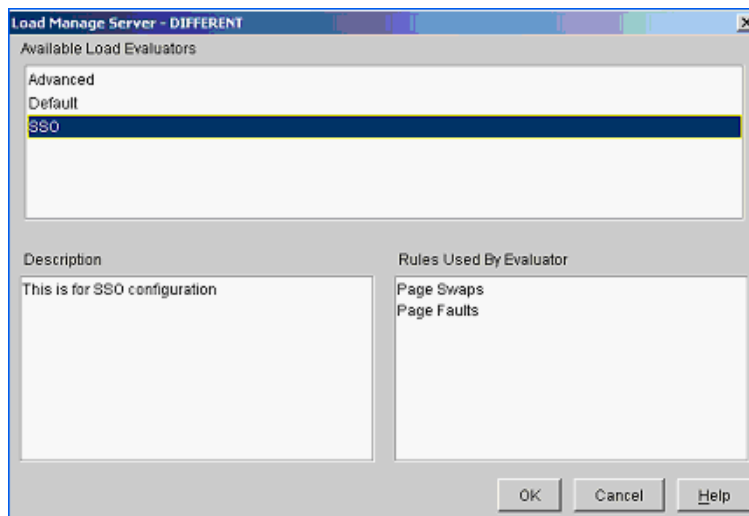 Load Manage Server - DIFFERENT
Available Load Evaluators
Advanced
Default
SSO
Description
This is for SSO configuration
Rules Used By Evaluator
Page Swaps
Page Faults
OK
Cancel
Help